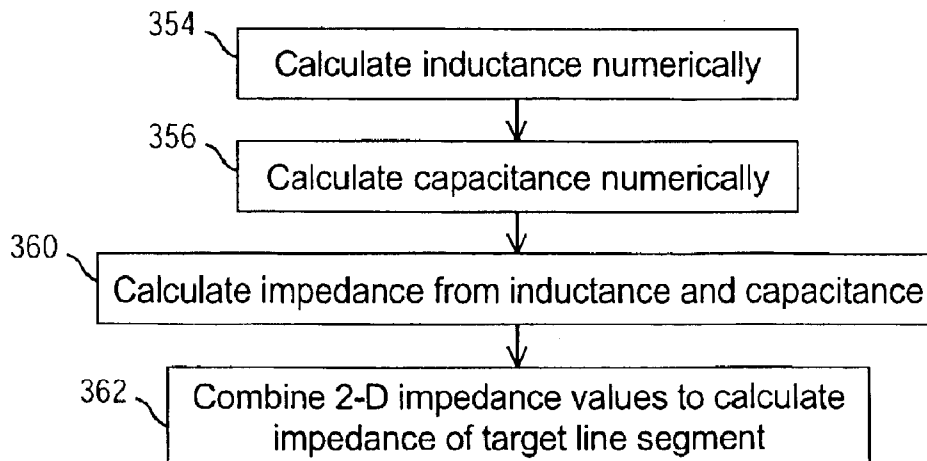 354
Calculate inductance numerically
356
Calculate capacitance numerically
360
Calculate impedance from inductance and capacitance
362
Combine 2-D impedance values to calculate
impedance of target line segment